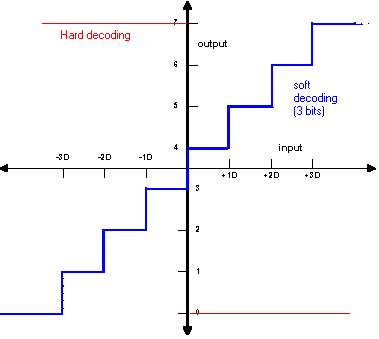 7
Hard decoding
output
6
soft
decoding
(3 bits)
5
4
input
-3D
-2D
-1D
+1D
+2D
+3D
3
2
1
0